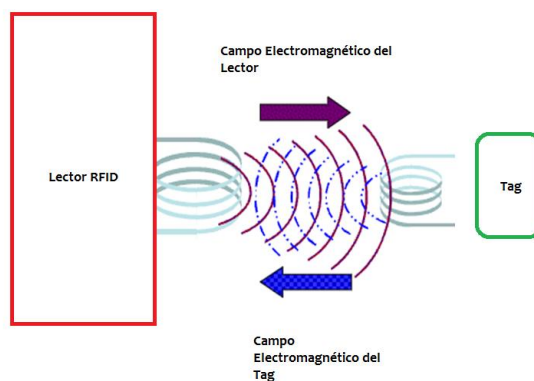 Campo Electromagnético del
Lector
Lector RFID
Tag
Campo
Electromagnético del
Tag